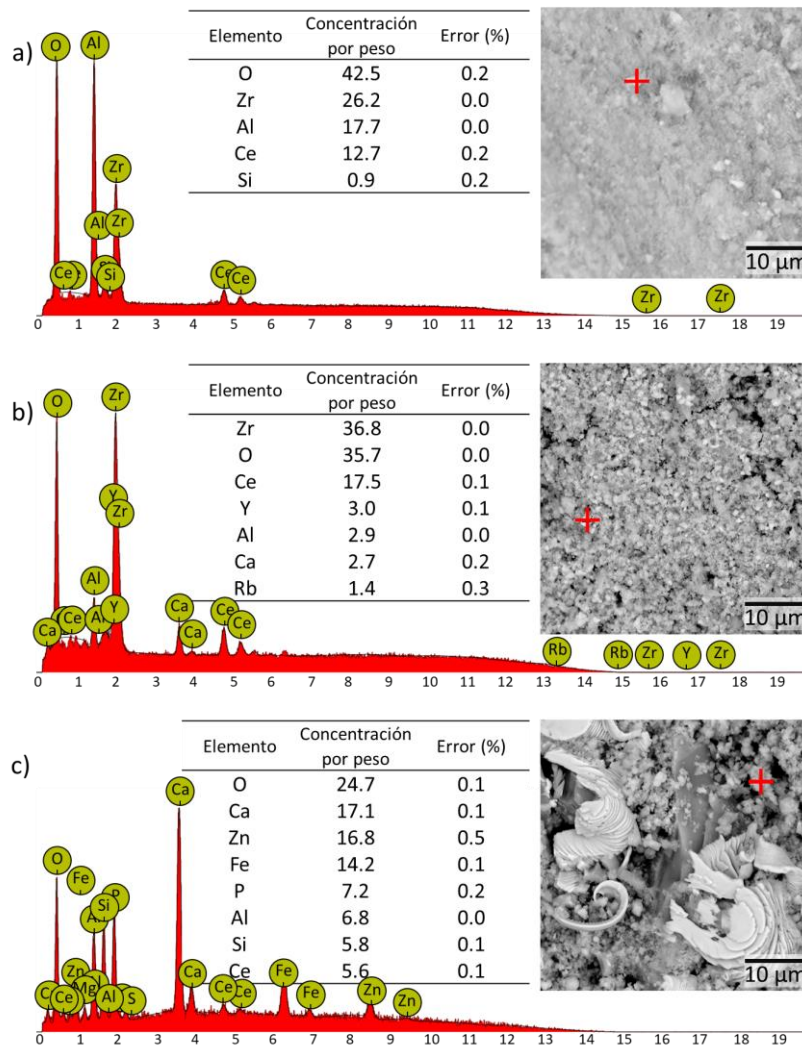 a)
O
Al
Zr
Al
Zr
Si
Ce
Ce
Ce
Zr
Zr
0 1 2 3 4 5 6 7 8 9 10 11 12 13 14 15 16 17 18 19
Elemento Concentración por peso Error (%)
O 42.5 0.2
Zr 26.2 0.0
Al 17.7 0.0
Ce 12.7 0.2
Si 0.9 0.2
10 µm
b)
O
Zr
Y
Zr
Al
Al
Y
Ca
Ce
Ca
Ca
Ce
Ce
Rb
Rb
Zr
Y
Zr
0 1 2 3 4 5 6 7 8 9 10 11 12 13 14 15 16 17 18 19
Elemento Concentración por peso Error (%)
Zr 36.8 0.0
O 35.7 0.0
Ce 17.5 0.1
Y 3.0 0.1
Al 2.9 0.0
Ca 2.7 0.2
Rb 1.4 0.3
10 µm
c)
Ca
O
Fe
Si
P
Zn
Mg
Ce
Al
S
Ca
Ce
Ce
Fe
Fe
Zn
Zn
0 1 2 3 4 5 6 7 8 9 10 11 12 13 14 15 16 17 18 19
Elemento Concentración por peso Error (%)
O 24.7 0.1
Ca 17.1 0.1
Zn 16.8 0.5
Fe 14.2 0.1
P 7.2 0.2
Al 6.8 0.0
Si 5.8 0.1
Ce 5.6 0.1
10 µm